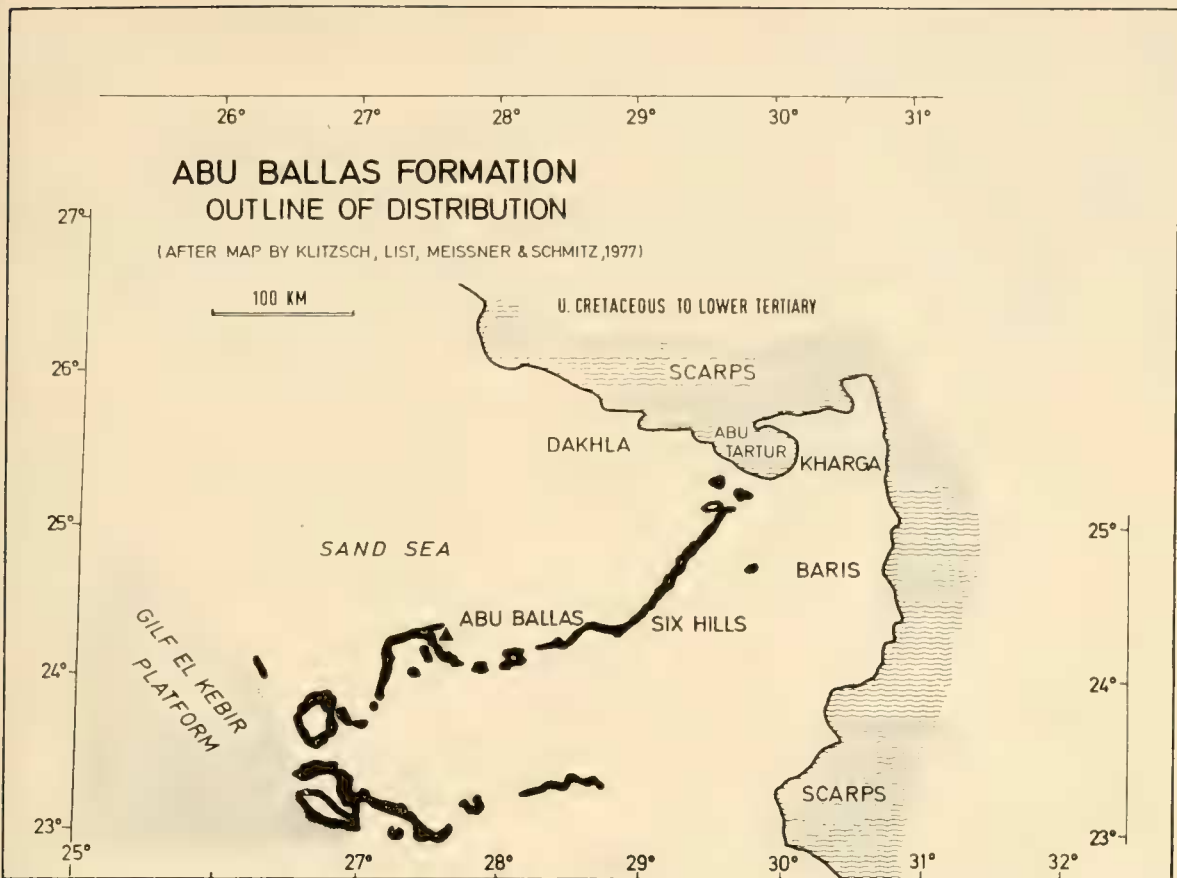 26° 27° 28° 29° 30° 31°
ABU BALLAS FORMATION
OUTLINE OF DISTRIBUTION
(AFTER MAP BY KLITZSCH, LIST, MEISSNER & SCHMITZ, 1977)
27°
100 KM
U. CRETACEOUS TO LOWER TERTIARY
26°
SCARPS
DAKHLA
ABU
TARTUR
KHARGA
25°
25°
SAND SEA
BARIS
ABU BALLAS
SIX HILLS
GILF EL KEBIR
PLATFORM
24°
24°
SCARPS
23°
23°
25° 27° 28° 29° 30° 31° 32°